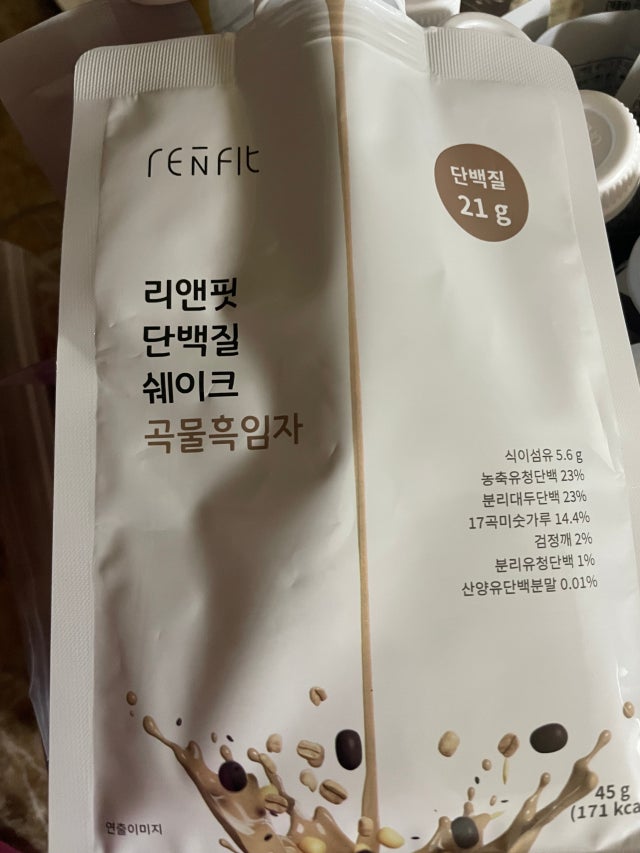 RENFIt
단백질
21 g
리앤핏
단백질
쉐이크
곡물흑임자
식이섬유 5.6 g
농축유청단백 23%
분리대두단백 23%
17곡미숫가루 14.4%
검정깨 2%
분리유청단백 1%
산양유단백분말 0.01%
연출이미지
45 g
(171 kca